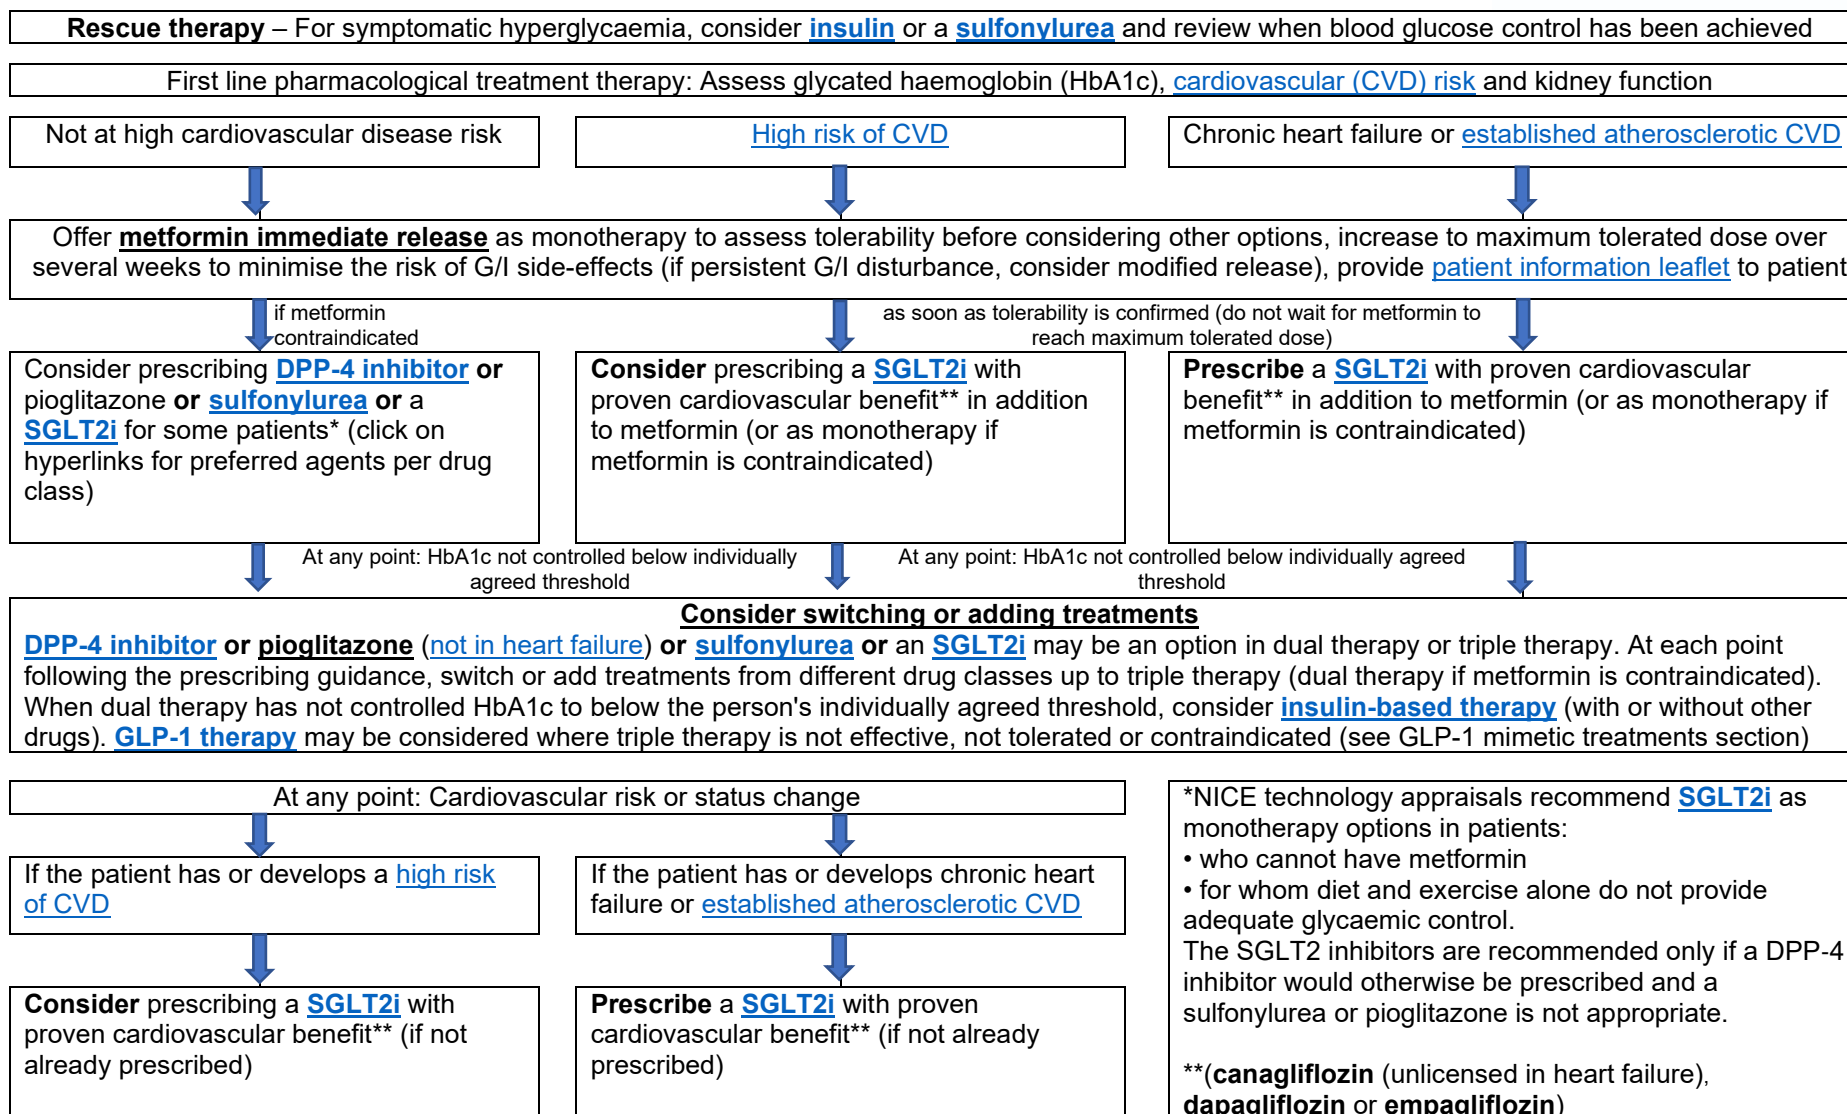 Rescue therapy – For symptomatic hyperglycaemia, consider insulin or a sulfonylurea and review when blood glucose control has been achieved
First line pharmacological treatment therapy: Assess glycated haemoglobin (HbA1c), cardiovascular (CVD) risk and kidney function
Not at high cardiovascular disease risk
High risk of CVD
Chronic heart failure or established atherosclerotic CVD
Offer metformin immediate release as monotherapy to assess tolerability before considering other options, increase to maximum tolerated dose over
several weeks to minimise the risk of G/I side-effects (if persistent G/I disturbance, consider modified release), provide patient information leaflet to patient
if metformin
contraindicated
as soon as tolerability is confirmed (do not wait for metformin to
reach maximum tolerated dose)
Consider prescribing DPP-4 inhibitor or
pioglitazone or sulfonylurea or a
SGLT2i for some patients* (click on
hyperlinks for preferred agents per drug
class)
Consider prescribing a SGLT2i with
proven cardiovascular benefit** in addition
to metformin (or as monotherapy if
metformin is contraindicated)
Prescribe a SGLT2i with proven cardiovascular
benefit** in addition to metformin (or as monotherapy if
metformin is contraindicated)
At any point: HbA1c not controlled below individually
agreed threshold
At any point: HbA1c not controlled below individually agreed
threshold
Consider switching or adding treatments
DPP-4 inhibitor or pioglitazone (not in heart failure) or sulfonylurea or an SGLT2i may be an option in dual therapy or triple therapy. At each point
following the prescribing guidance, switch or add treatments from different drug classes up to triple therapy (dual therapy if metformin is contraindicated).
When dual therapy has not controlled HbA1c to below the person's individually agreed threshold, consider insulin-based therapy (with or without other
drugs). GLP-1 therapy may be considered where triple therapy is not effective, not tolerated or contraindicated (see GLP-1 mimetic treatments section)
At any point: Cardiovascular risk or status change
If the patient has or develops a high risk
of CVD
If the patient has or develops chronic heart
failure or established atherosclerotic CVD
Consider prescribing a SGLT2i with
proven cardiovascular benefit** (if not
already prescribed)
Prescribe a SGLT2i with proven
cardiovascular benefit** (if not already
prescribed)
*NICE technology appraisals recommend SGLT2i as
monotherapy options in patients:
• who cannot have metformin
• for whom diet and exercise alone do not provide
adequate glycaemic control.
The SGLT2 inhibitors are recommended only if a DPP-4
inhibitor would otherwise be prescribed and a
sulfonylurea or pioglitazone is not appropriate.
**(canagliflozin (unlicensed in heart failure),
dapagliflozin or empagliflozin)